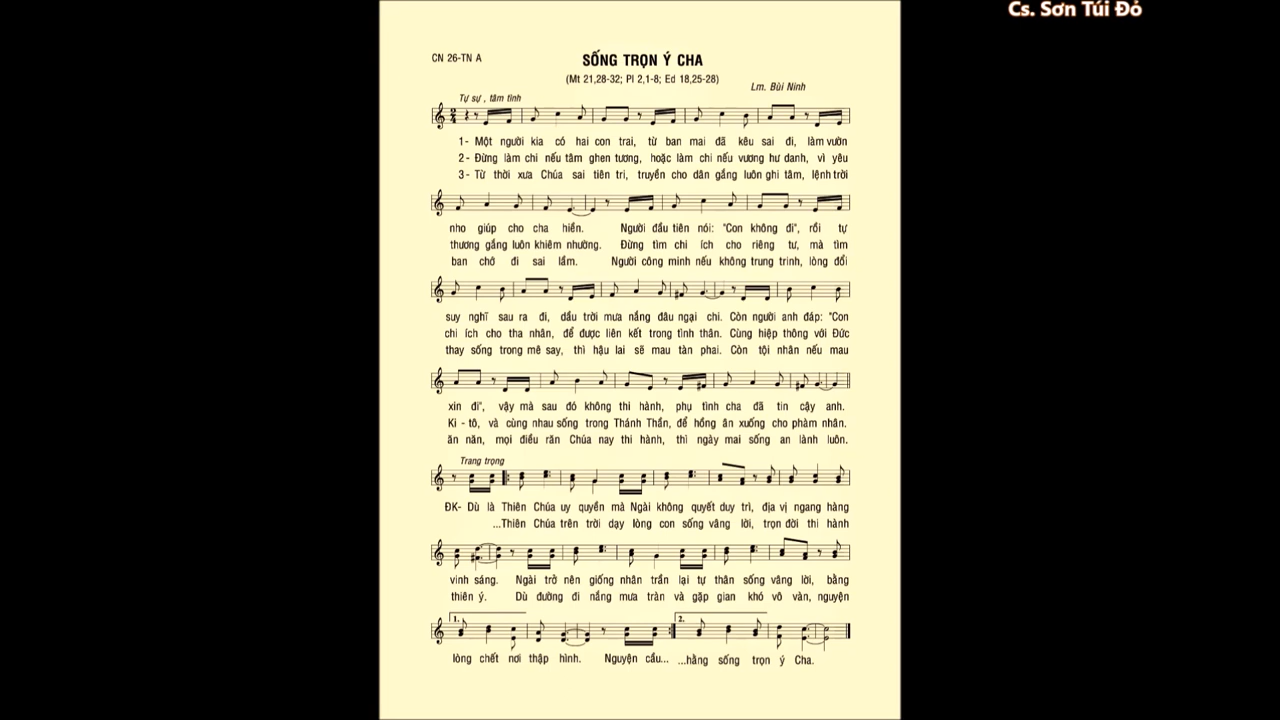 Cs. Sơn Túi Đỏ
CN 26-TN A
SỐNG TRỌN Ý CHA
(Mt 21,28-32; Pl 2,1-8; Ed 18,25-28)
Lm. Bùi Ninh
Tự sự , tâm tình
1- Một người kia có hai con trai, từ ban mai đã kêu sai đi, làm vườn
2- Đừng làm chi nếu tâm ghen tương, hoặc làm chi nếu vương hư danh, vì yêu
3- Từ thời xưa Chúa sai tiên tri, truyền cho dân gắng luôn ghi tâm, lệnh trời
nho giúp cho cha hiền. Người đầu tiên nói: "Con không đi", rồi tự
thương gắng luôn khiêm nhường. Đừng tìm chi ích cho riêng tư, mà tìm
ban chớ đi sai lầm. Người công minh nếu không trung trinh, lòng đổi
suy nghĩ sau ra đi, dầu trời mưa nắng đâu ngại chi. Còn người anh đáp: "Con
chi ích cho tha nhân, để được liên kết trong tình thân. Cùng hiệp thông với Đức
thay sống trong mê say, thì hậu lai sẽ mau tàn phai. Còn tội nhân nếu mau
xin đi", vậy mà sau đó không thi hành, phụ tình cha đã tin cậy anh.
Ki - tô, và cùng nhau sống trong Thánh Thần, để hồng ân xuống cho phàm nhân.
ăn năn, mọi điều răn Chúa nay thi hành, thì ngày mai sống an lành luôn.
Trang trọng
ĐK- Dù là Thiên Chúa uy quyền mà Ngài không quyết duy trì, địa vị ngang hàng
...Thiên Chúa trên trời dạy lòng con sống vâng lời, trọn đời thi hành
vinh sáng. Ngài trở nên giống nhân trần lại tự thân sống vâng lời, bằng
thiên ý. Dù đường đi nắng mưa tràn và gặp gian khó vô vàn, nguyện
1.
2.
lòng chết nơi thập hình. Nguyện cầu... ...hằng sống trọn ý Cha.